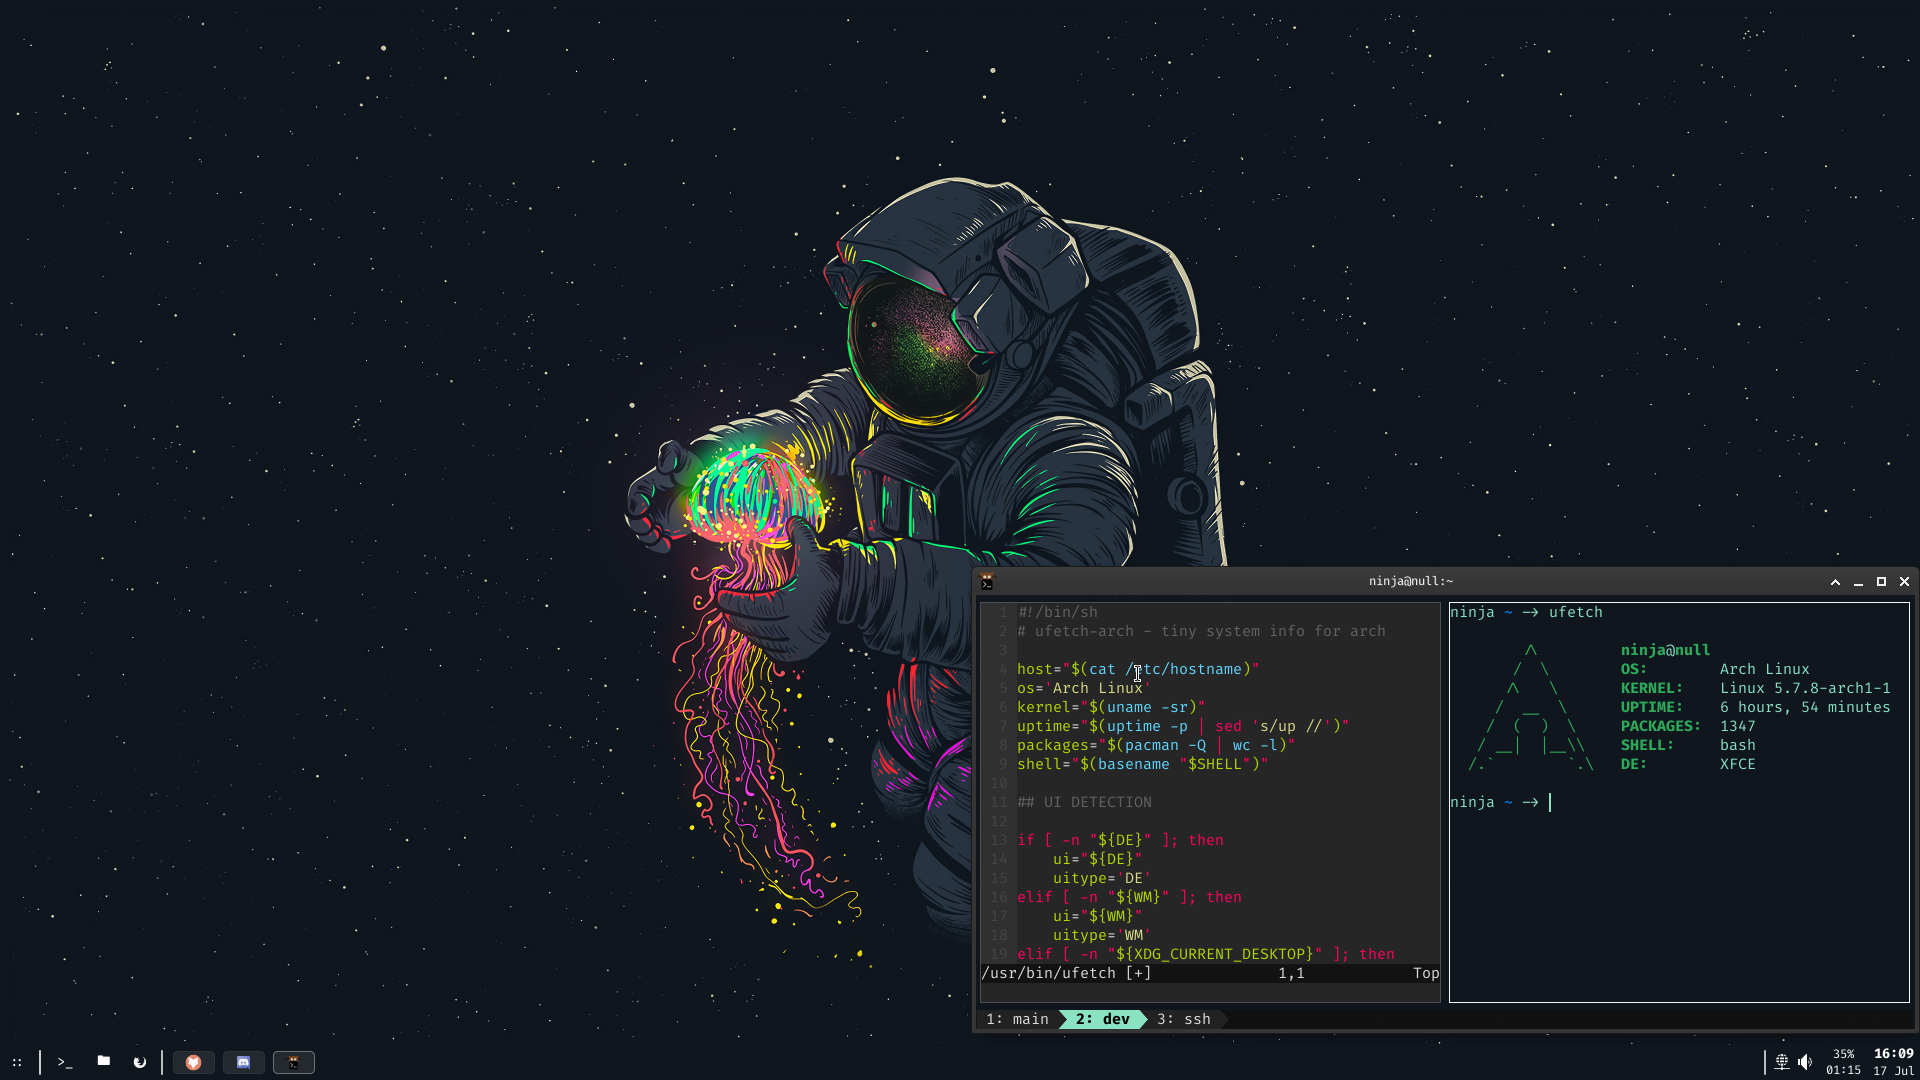 ninja@null:~
1 #!/bin/sh
2 # ufetch-arch - tiny system info for arch
3
4 host="$(cat /etc/hostname)"
5 os='Arch Linux'
6 kernel="$(uname -sr)"
7 uptime="$(uptime -p | sed 's/up //')"
8 packages="$(pacman -Q | wc -l)"
9 shell="$(basename "$SHELL")"
10
11 ## UI DETECTION
12
13 if [ -n "${DE}" ]; then
14     ui="${DE}"
15     uitype='DE'
16 elif [ -n "${WM}" ]; then
17     ui="${WM}"
18     uitype='WM'
19 elif [ -n "${XDG_CURRENT_DESKTOP}" ]; then
/usr/bin/ufetch [+] 1,1 Top
ninja ~ → ufetch
ninja@null
OS: Arch Linux
KERNEL: Linux 5.7.8-arch1-1
UPTIME: 6 hours, 54 minutes
PACKAGES: 1347
SHELL: bash
DE: XFCE
ninja ~ →
1: main 2: dev 3: ssh
>_
35% 16:09
01:15 17 Jul